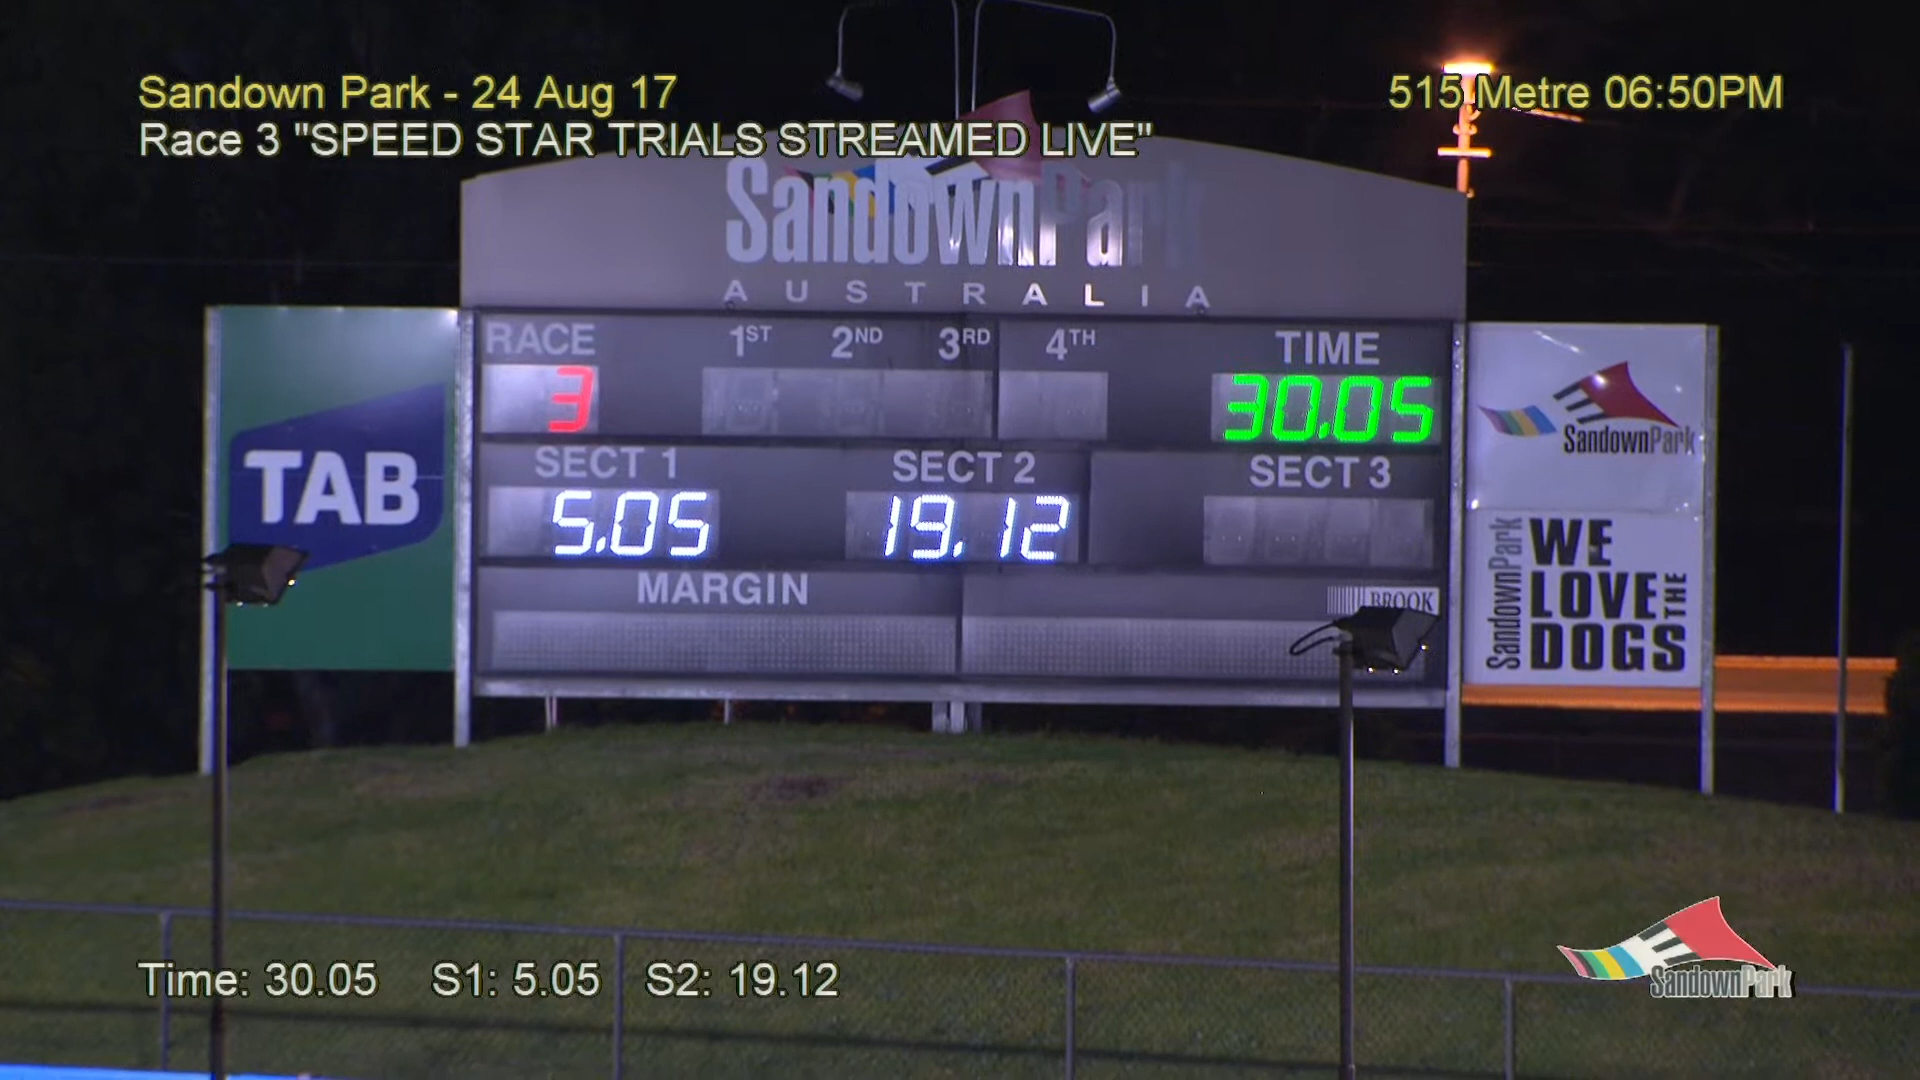 Sandown Park - 24 Aug 17
515 Metre 06:50PM
Race 3 "SPEED STAR TRIALS STREAMED LIVE"
SandownPark
AUSTRALIA
RACE 1ST 2ND 3RD 4TH TIME
3 30.05
SECT 1 SECT 2 SECT 3
5.05 19.12
MARGIN
BROOK
TAB
SandownPark
SandownPark
WE
LOVE THE
DOGS
Time: 30.05 S1: 5.05 S2: 19.12
SandownPark